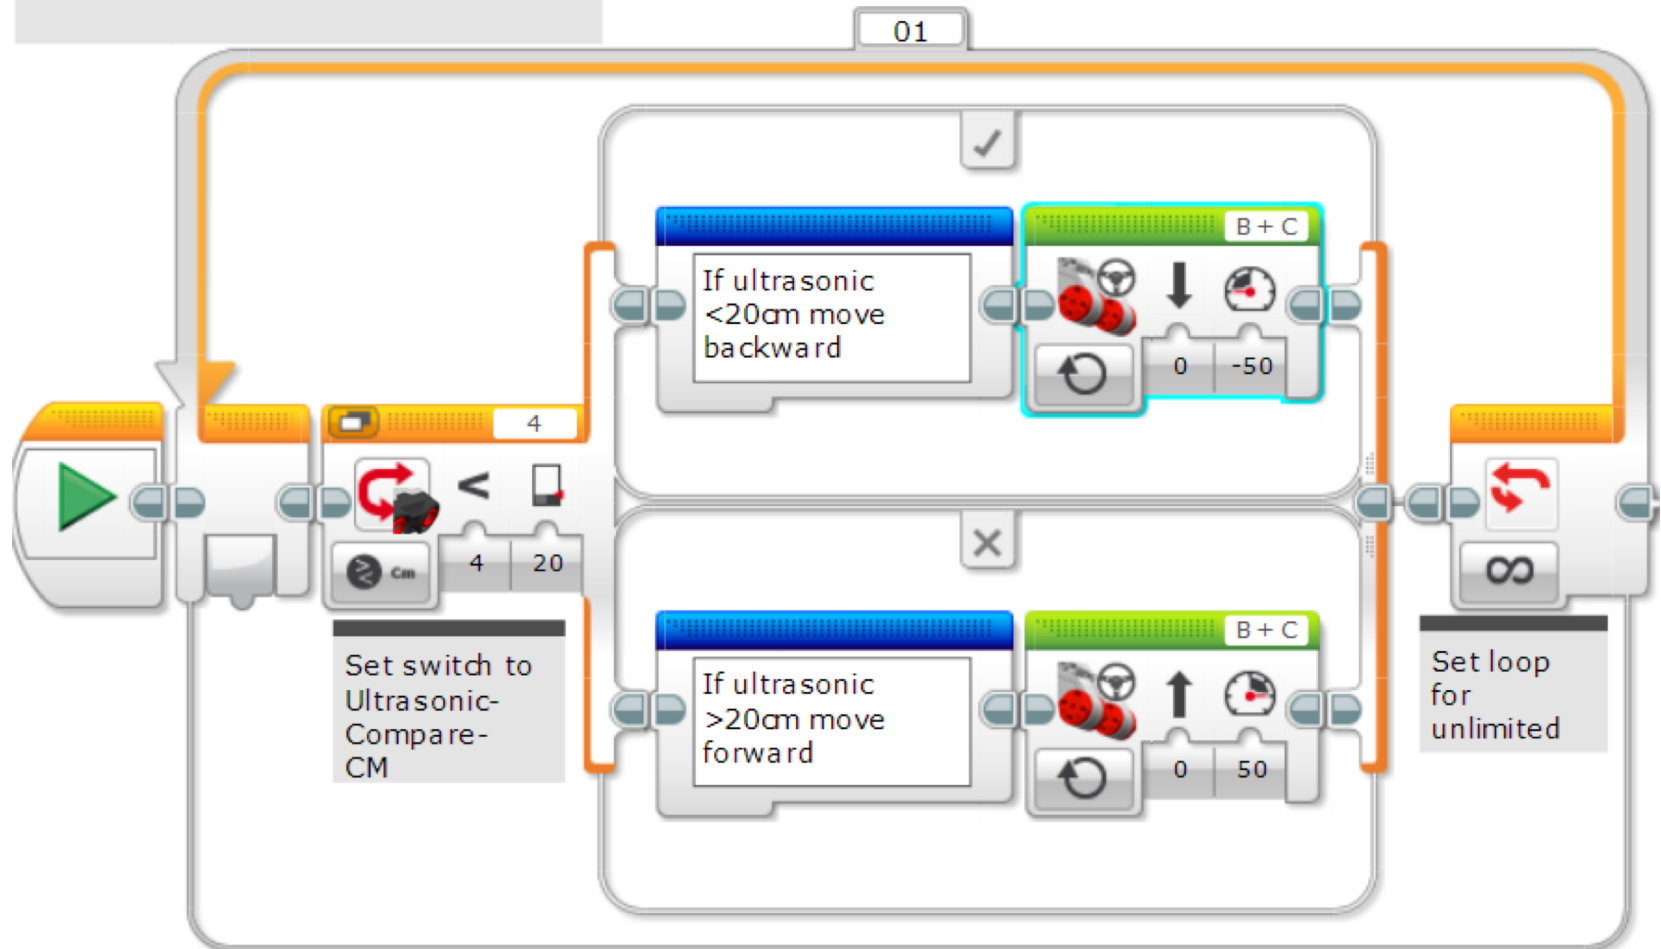 01
If ultrasonic
<20cm move
backward
B + C
0 -50
4
<
Cm
4 20
Set switch to
Ultrasonic-
Compare-
CM
If ultrasonic
>20cm move
forward
B + C
0 50
∞
Set loop
for
unlimited